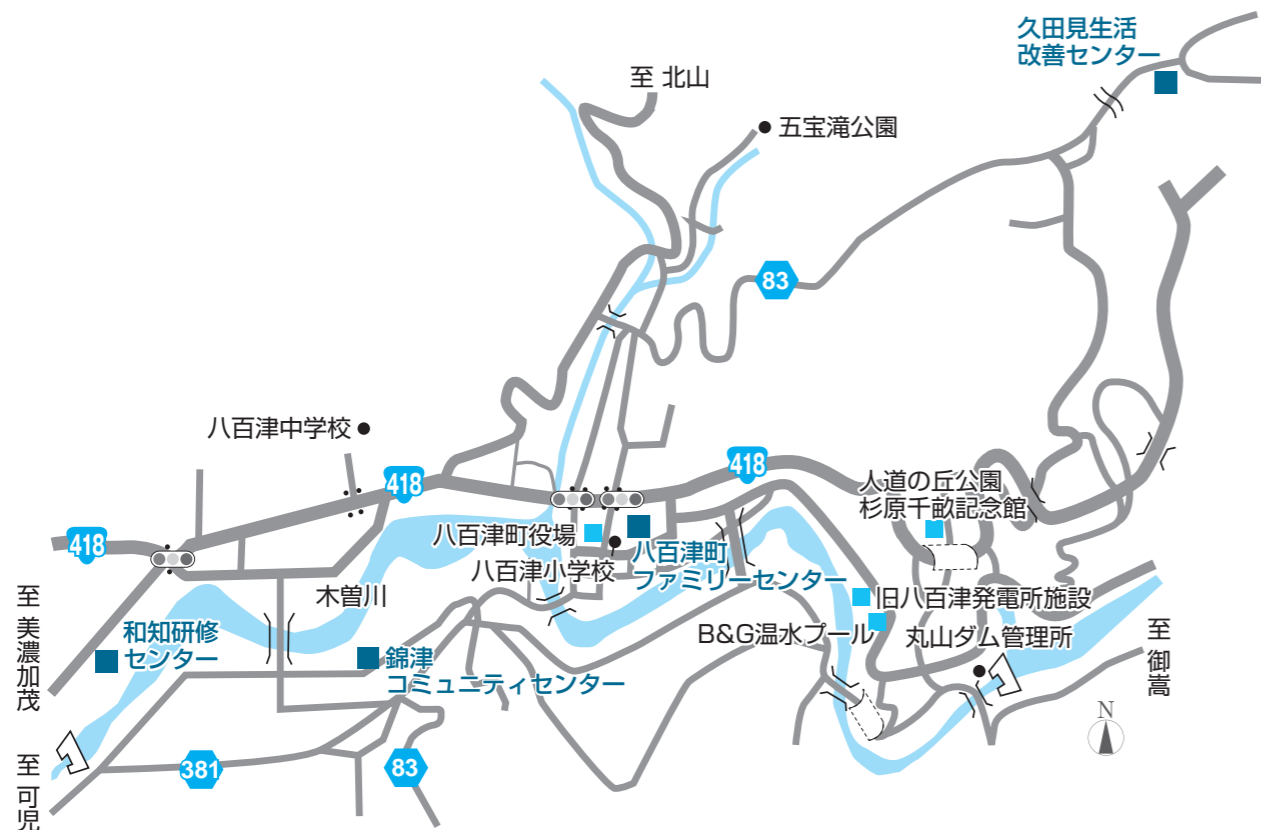 久田見生活
改善センター
至 北山
五宝滝公園
83
八百津中学校
418
418
418
人道の丘公園
杉原千畝記念館
八百津町役場
八百津小学校
八百津町
ファミリーセンター
木曽川
旧八百津発電所施設
B&G温水プール
丸山ダム管理所
至 美濃加茂
和知研修
センター
錦津
コミュニティセンター
至 御嵩
N
至 可児
381
83